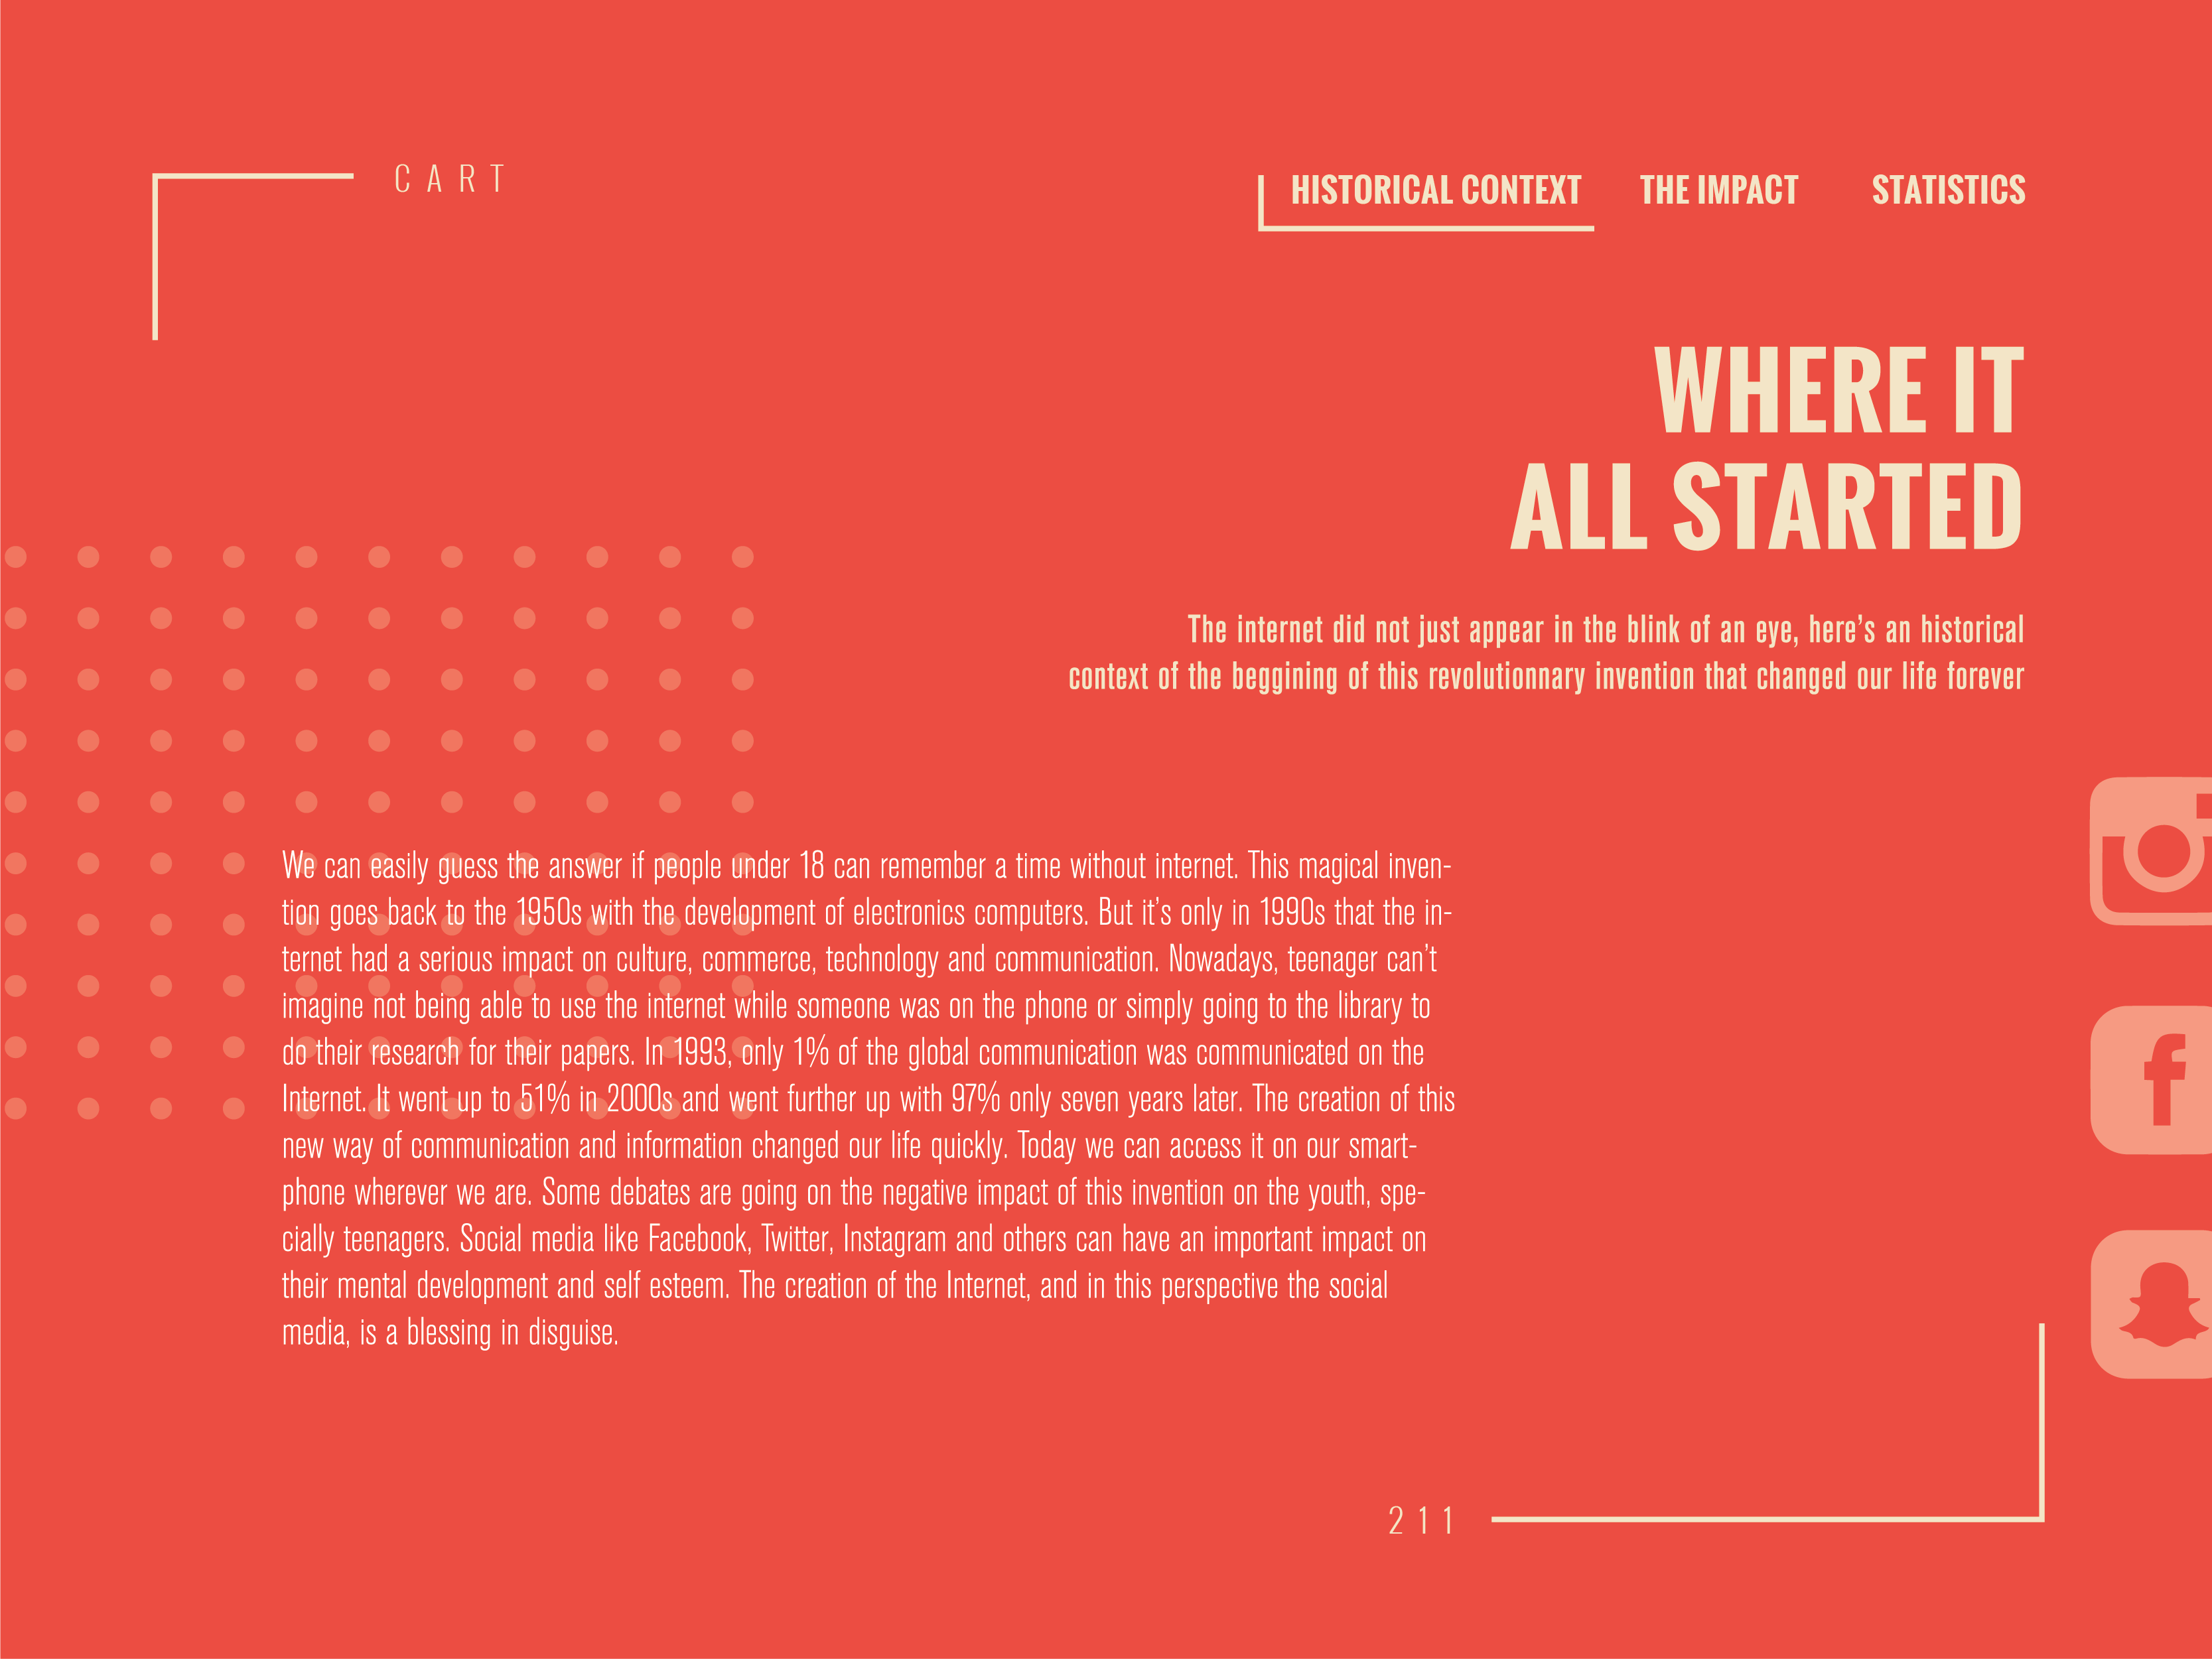 CART
HISTORICAL CONTEXT THE IMPACT STATISTICS
WHERE IT
ALL STARTED
The internet did not just appear in the blink of an eye, here’s an historical
context of the beggining of this revolutionnary invention that changed our life forever
We can easily guess the answer if people under 18 can remember a time without internet. This magical inven-
tion goes back to the 1950s with the development of electronics computers. But it’s only in 1990s that the in-
ternet had a serious impact on culture, commerce, technology and communication. Nowadays, teenager can’t
imagine not being able to use the internet while someone was on the phone or simply going to the library to
do their research for their papers. In 1993, only 1% of the global communication was communicated on the
Internet. It went up to 51% in 2000s and went further up with 97% only seven years later. The creation of this
new way of communication and information changed our life quickly. Today we can access it on our smart-
phone wherever we are. Some debates are going on the negative impact of this invention on the youth, spe-
cially teenagers. Social media like Facebook, Twitter, Instagram and others can have an important impact on
their mental development and self esteem. The creation of the Internet, and in this perspective the social
media, is a blessing in disguise.
211